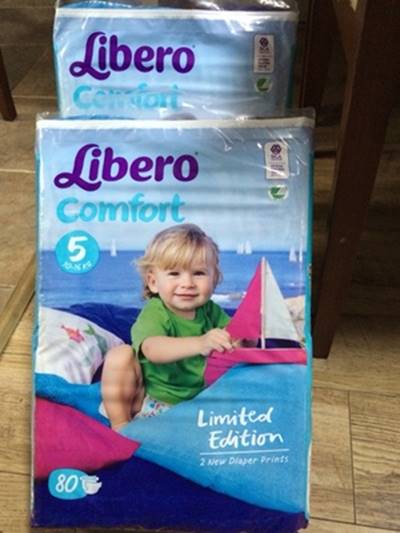 Libero
Comfort
Libero
Comfort
5
Limited
Edition
2 New Diaper Prints
80